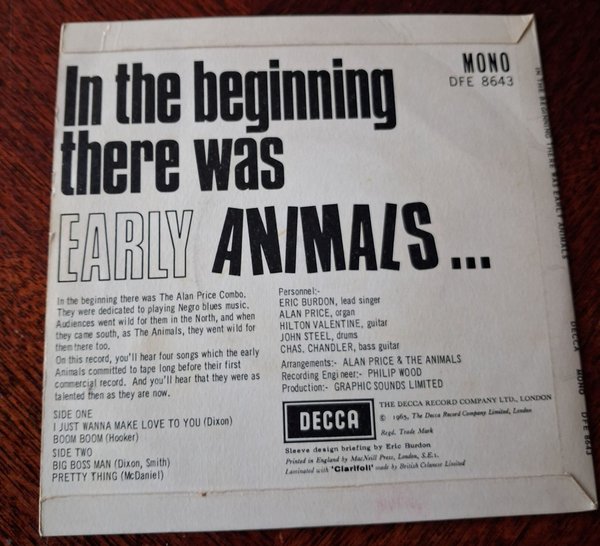 MONO
DFE 8643
In the beginning
there was
EARLY ANIMALS...
In the beginning there was The Alan Price Combo.
They were dedicated to playing Negro blues music.
Audiences went wild for them in the North, and when
they came south, as The Animals, they went wild for
them there too.
On this record, you'll hear four songs which the early
Animals committed to tape long before their first
commercial record. And you'll hear that they were as
talented then as they are now.
SIDE ONE
I JUST WANNA MAKE LOVE TO YOU (Dixon)
BOOM BOOM (Hooker)
SIDE TWO
BIG BOSS MAN (Dixon, Smith)
PRETTY THING (McDaniel)
Personnel:-
ERIC BURDON, lead singer
ALAN PRICE, organ
HILTON VALENTINE, guitar
JOHN STEEL, drums
CHAS. CHANDLER, bass guitar
Arrangements:- ALAN PRICE & THE ANIMALS
Recording Engineer:- PHILIP WOOD
Production:- GRAPHIC SOUNDS LIMITED
DECCA
THE DECCA RECORD COMPANY LTD., LONDON
© 1965, The Decca Record Company Limited, London
Regd. Trade Mark
Sleeve design briefing by Eric Burdon
Printed in England by MacNeill Press, London, S.E.1.
Laminated with 'Clarifoil' made by British Celanese Limited
IN THE BEGINNING THERE WAS EARLY ANIMALS DECCA MONO DFE 8643